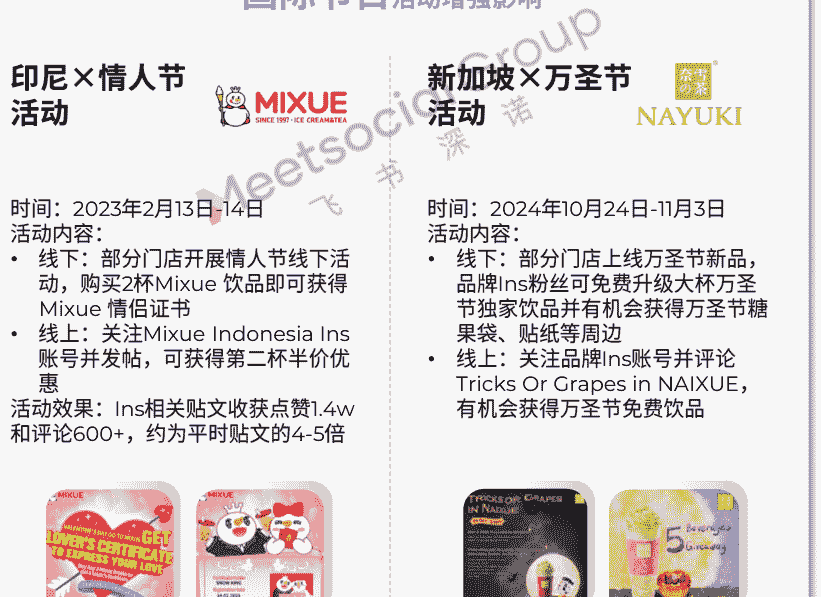 国际节日活动增强影响
印尼×情人节
活动
MIXUE
SINCE 1997 · ICE CREAM&TEA
时间：2023年2月13日-14日
活动内容：
• 线下：部分门店开展情人节线下活
动，购买2杯Mixue 饮品即可获得
Mixue 情侣证书
• 线上：关注Mixue Indonesia Ins
账号并发帖，可获得第二杯半价优
惠
活动效果：Ins相关贴文收获点赞1.4w
和评论600+，约为平时贴文的4-5倍
新加坡×万圣节
活动
NAYUKI
时间：2024年10月24日-11月3日
活动内容：
• 线下：部分门店上线万圣节新品，
品牌Ins粉丝可免费升级大杯万圣
节独家饮品并有机会获得万圣节糖
果袋、贴纸等周边
• 线上：关注品牌Ins账号并评论
Tricks Or Grapes in NAIXUE，
有机会获得万圣节免费饮品
Meetsocial Group
飞书深诺
MIXUE
GET
LOVER'S CERTIFICATE
TO EXPRESS YOUR LOVE
MIXUE
TRICKS OR GRAPES
IN NAIXUE
5 Beverages
Giveaway